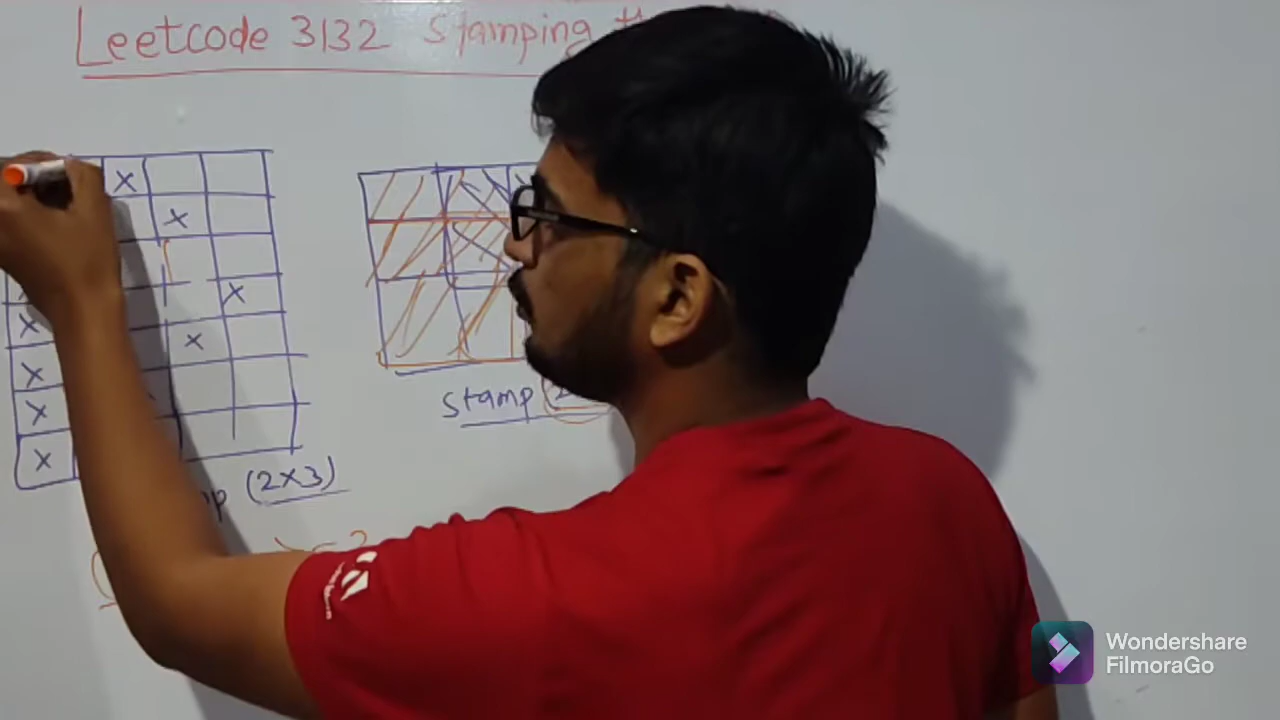 Leetcode 3132 Stamping
x
x
x
x
x
x
x
x
stamp
(2x3)
Wondershare
FilmoraGo